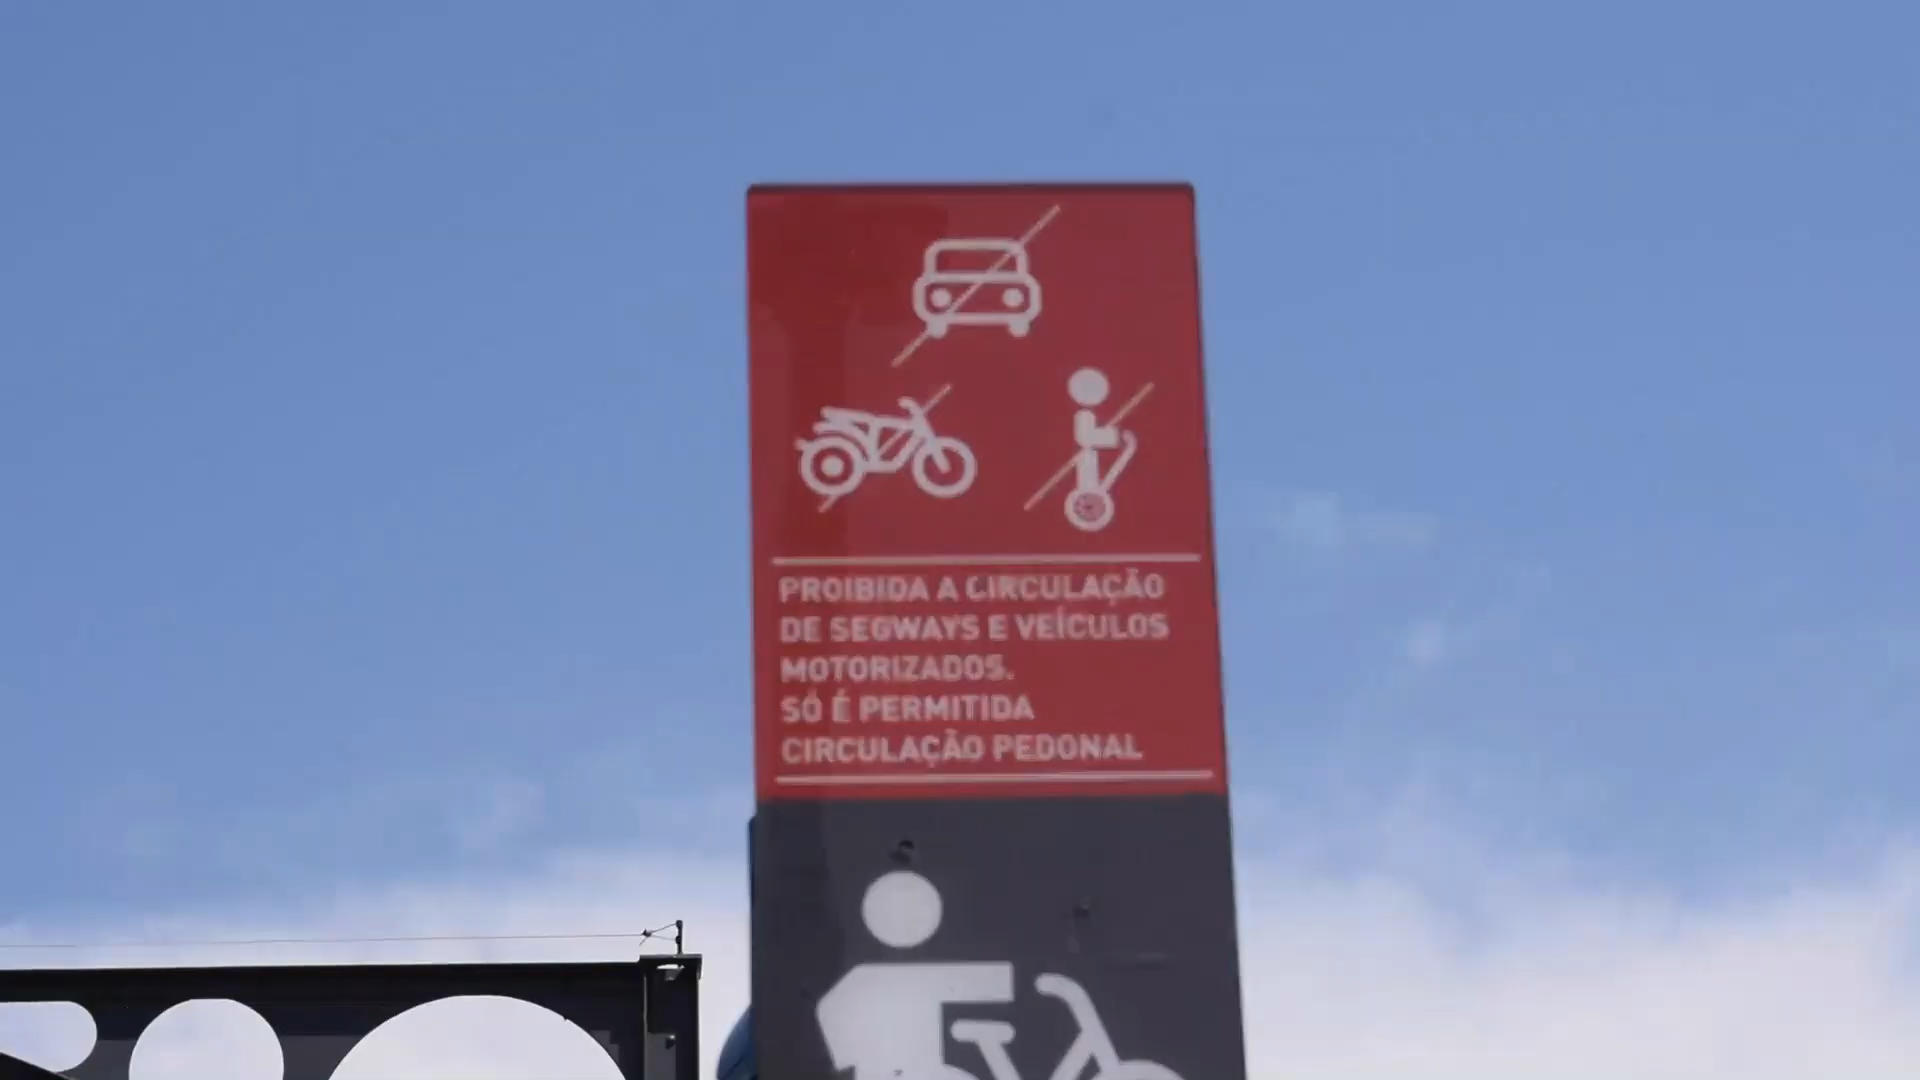 PROIBIDA A CIRCULAÇÃO
DE SEGWAYS E VEÍCULOS
MOTORIZADOS.
SÓ É PERMITIDA
CIRCULAÇÃO PEDONAL